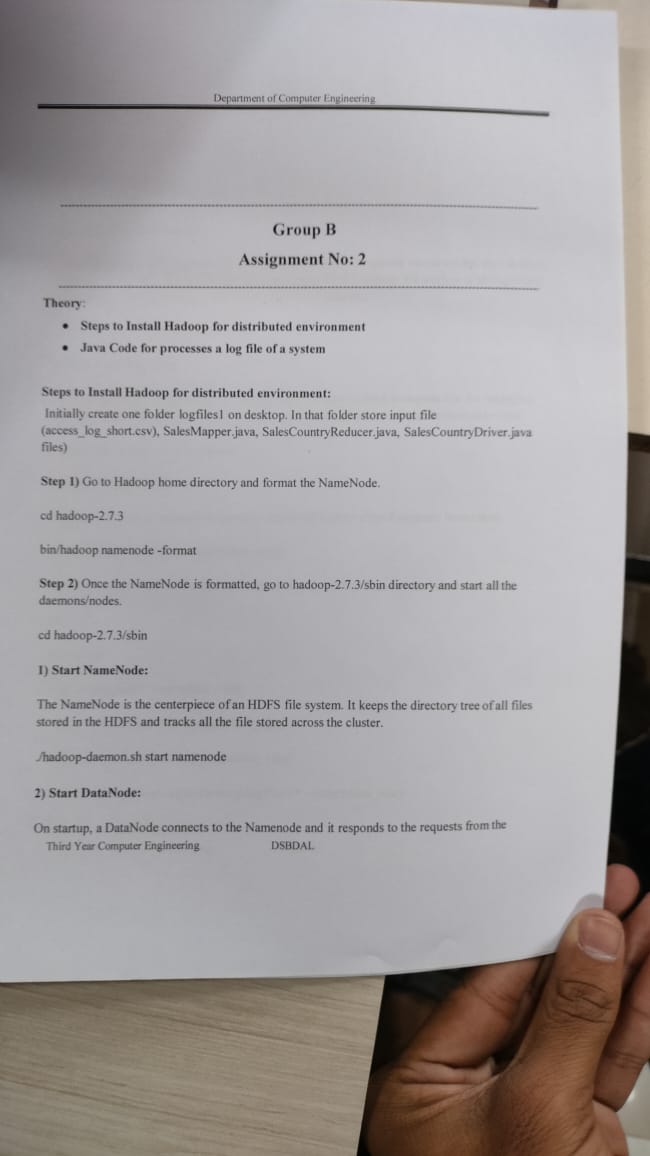 Department of Computer Engineering
Group B
Assignment No: 2
Theory:
• Steps to Install Hadoop for distributed environment
• Java Code for processes a log file of a system
Steps to Install Hadoop for distributed environment:
Initially create one folder logfiles1 on desktop. In that folder store input file
(access_log_short.csv), SalesMapper.java, SalesCountryReducer.java, SalesCountryDriver.java
files)
Step 1) Go to Hadoop home directory and format the NameNode.
cd hadoop-2.7.3
bin/hadoop namenode -format
Step 2) Once the NameNode is formatted, go to hadoop-2.7.3/sbin directory and start all the
daemons/nodes.
cd hadoop-2.7.3/sbin
1) Start NameNode:
The NameNode is the centerpiece of an HDFS file system. It keeps the directory tree of all files
stored in the HDFS and tracks all the file stored across the cluster.
./hadoop-daemon.sh start namenode
2) Start DataNode:
On startup, a DataNode connects to the Namenode and it responds to the requests from the
Third Year Computer Engineering DSBDAL